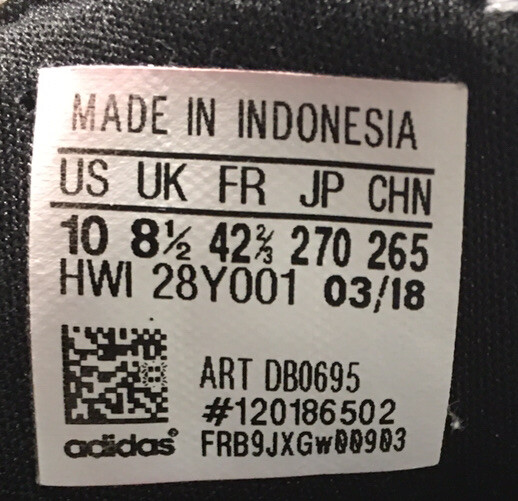 MADE IN INDONESIA
US UK FR JP CHN
10 8½ 42⅔ 270 265
HWI 28Y001 03/18
ART DB0695
#120186502
adidas® FRB9JXGw00903